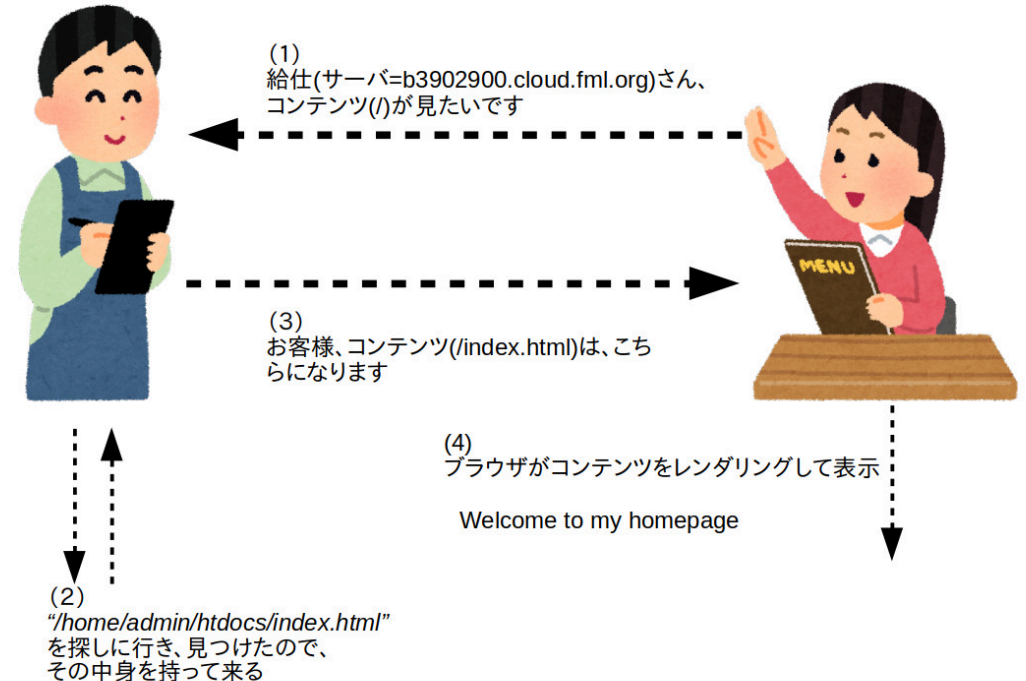 (1)
給仕(サーバ=b3902900.cloud.fml.org)さん、
コンテンツ(/)が見たいです
MENU
(3)
お客様、コンテンツ(/index.html)は、こち
らになります
(4)
ブラウザがコンテンツをレンダリングして表示
Welcome to my homepage
(2)
“/home/admin/htdocs/index.html”
を探しに行き、見つけたので、
その中身を持って来る